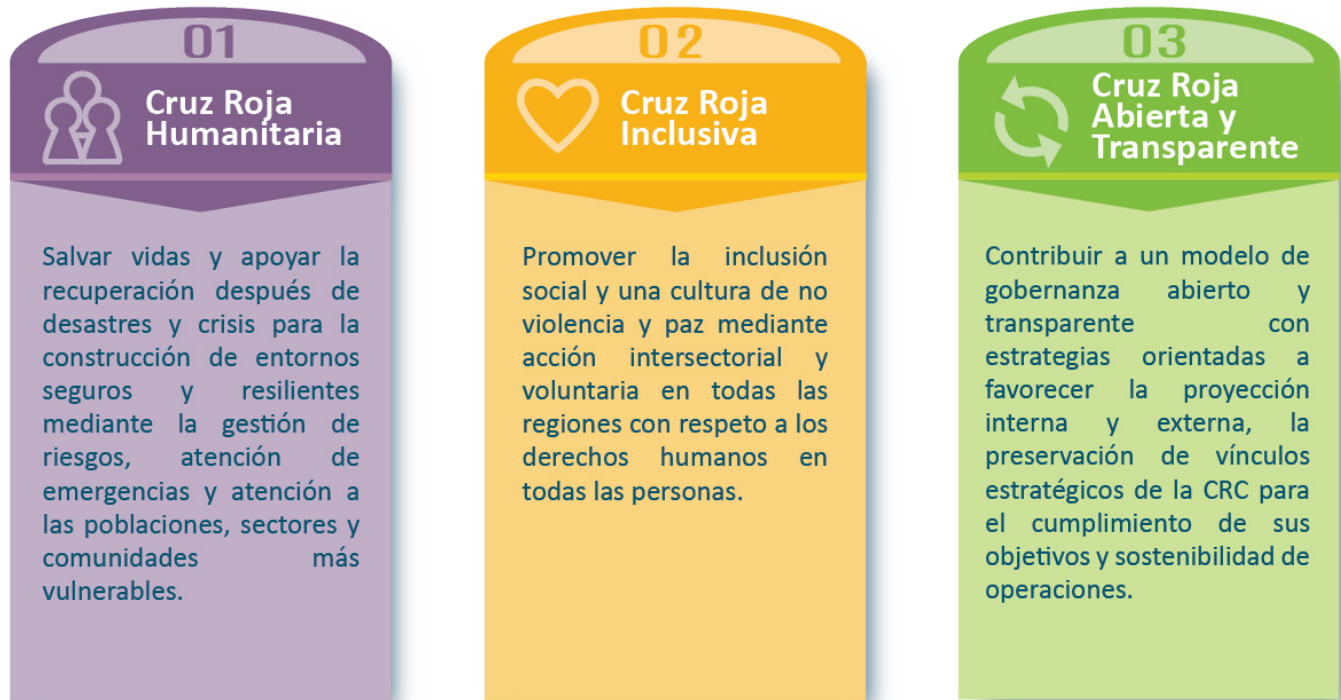 01
Cruz Roja
Humanitaria
Salvar vidas y apoyar la
recuperación después de
desastres y crisis para la
construcción de entornos
seguros y resilientes
mediante la gestión de
riesgos, atención de
emergencias y atención a
las poblaciones, sectores y
comunidades más
vulnerables.
02
Cruz Roja
Inclusiva
Promover la inclusión
social y una cultura de no
violencia y paz mediante
acción intersectorial y
voluntaria en todas las
regiones con respeto a los
derechos humanos en
todas las personas.
03
Cruz Roja
Abierta y
Transparente
Contribuir a un modelo de
gobernanza abierto y
transparente con
estrategias orientadas a
favorecer la proyección
interna y externa, la
preservación de vínculos
estratégicos de la CRC para
el cumplimiento de sus
objetivos y sostenibilidad de
operaciones.